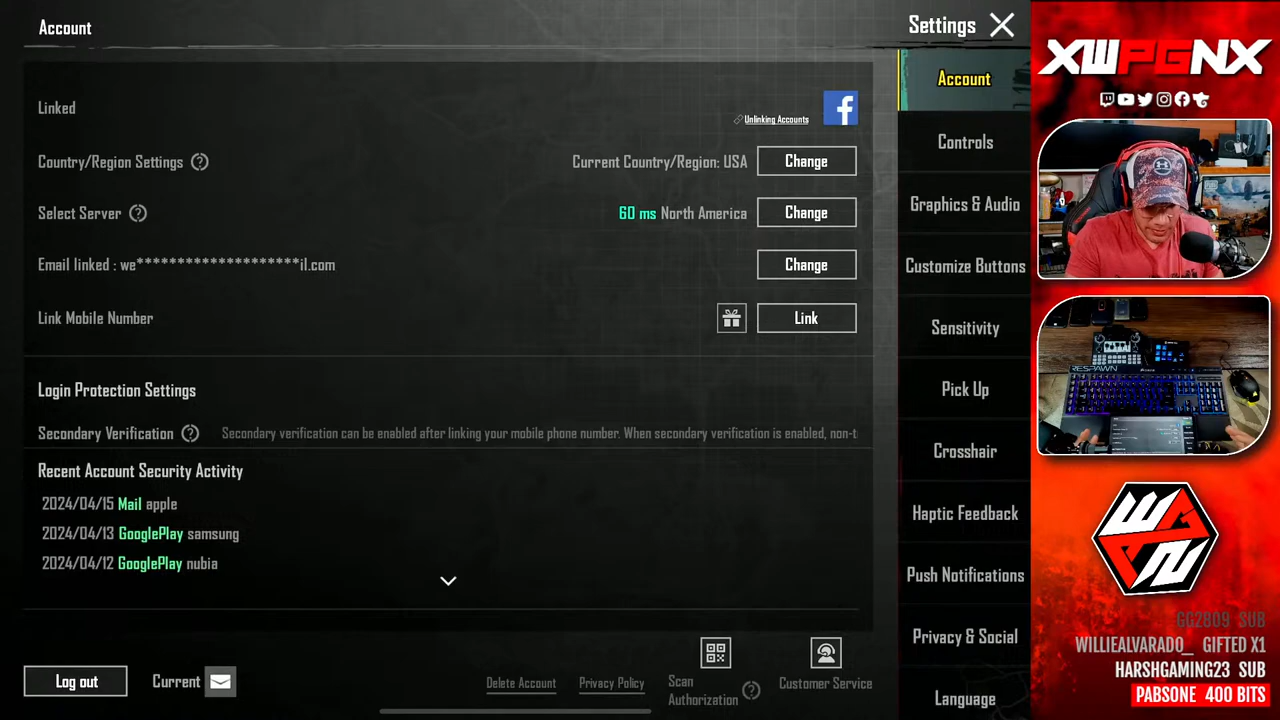 Account
Settings
Linked
Unlinking Accounts
Country/Region Settings
Current Country/Region: USA
Change
Select Server
60 ms North America
Change
Email linked : we*******************il.com
Change
Link Mobile Number
Link
Login Protection Settings
Secondary Verification
Secondary verification can be enabled after linking your mobile phone number. When secondary verification is enabled, non-t
Recent Account Security Activity
2024/04/15 Mail apple
2024/04/13 GooglePlay samsung
2024/04/12 GooglePlay nubia
Log out
Current
Delete Account
Privacy Policy
Scan
Authorization
Customer Service
Account
Controls
Graphics & Audio
Customize Buttons
Sensitivity
Pick Up
Crosshair
Haptic Feedback
Push Notifications
Privacy & Social
Language
XWPGNX
RESPAWN
GG2809 SUB
WILLIEALVARADO_ GIFTED X1
HARSHGAMING23 SUB
PABSONE 400 BITS